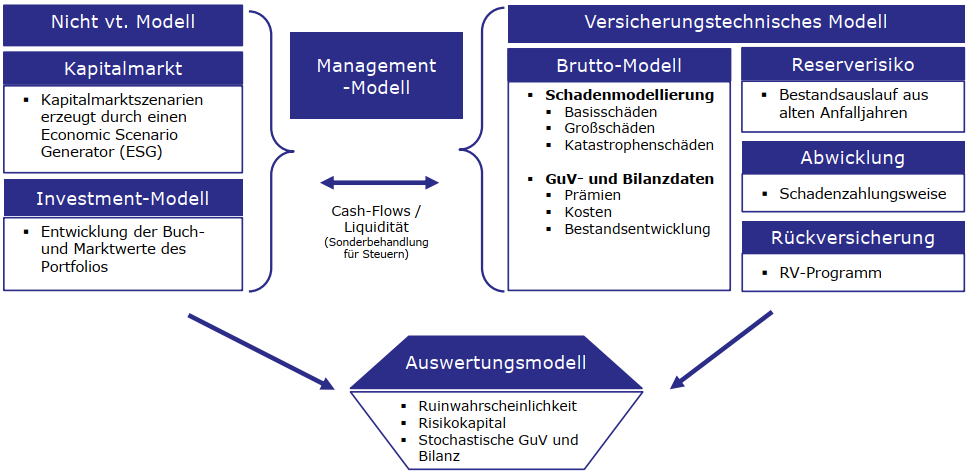 Nicht vt. Modell
Kapitalmarkt
▪ Kapitalmarktszenarien
erzeugt durch einen
Economic Scenario
Generator (ESG)
Investment-Modell
▪ Entwicklung der Buch-
und Marktwerte des
Portfolios
Management
-Modell
Cash-Flows /
Liquidität
(Sonderbehandlung
für Steuern)
Versicherungstechnisches Modell
Brutto-Modell
▪ Schadenmodellierung
▪ Basisschäden
▪ Großschäden
▪ Katastrophenschäden
▪ GuV- und Bilanzdaten
▪ Prämien
▪ Kosten
▪ Bestandsentwicklung
Reserverisiko
▪ Bestandsauslauf aus
alten Anfalljahren
Abwicklung
▪ Schadenzahlungsweise
Rückversicherung
▪ RV-Programm
Auswertungsmodell
▪ Ruinwahrscheinlichkeit
▪ Risikokapital
▪ Stochastische GuV und
Bilanz